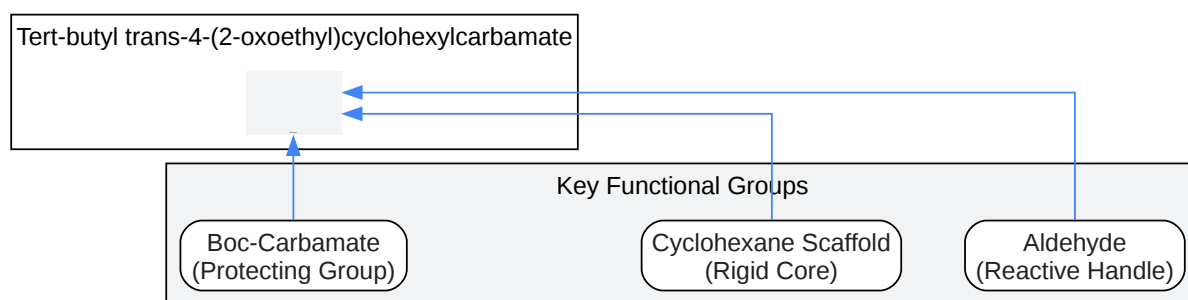 Tert-butyl trans-4-(2-oxoethyl)cyclohexylcarbamate
Key Functional Groups
Boc-Carbamate
(Protecting Group)
Cyclohexane Scaffold
(Rigid Core)
Aldehyde
(Reactive Handle)